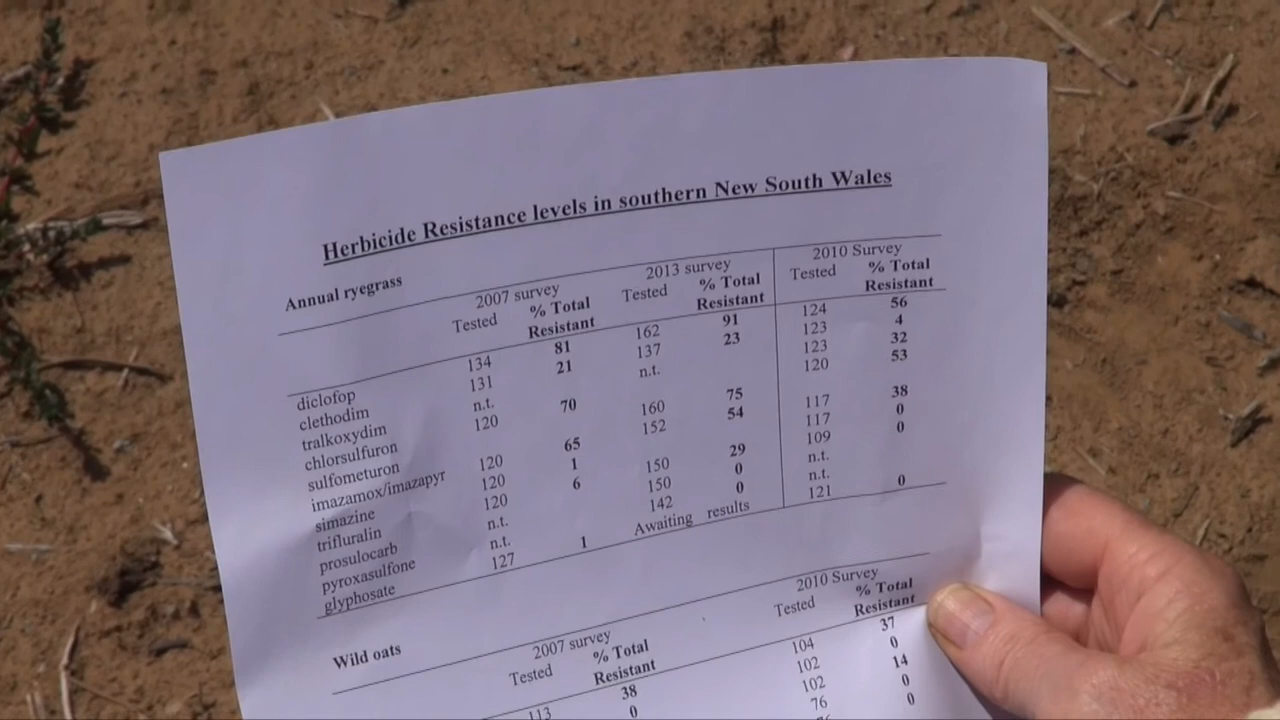 Herbicide Resistance levels in southern New South Wales
Annual ryegrass
2007 survey 2013 survey 2010 Survey
Tested % Total Resistant Tested % Total Resistant Tested % Total Resistant
diclofop 134 81 162 91 124 56
clethodim 131 21 137 23 123 4
tralkoxydim n.t. n.t. 123 32
chlorsulfuron 120 70 120 53
sulfometuron 160 75
imazamox/imazapyr 120 65 152 54 117 38
simazine 120 1 117 0
trifluralin 120 6 150 29 109 0
prosulocarb n.t. 150 0 n.t.
pyroxasulfone n.t. 142 0 n.t.
glyphosate 127 1 Awaiting results 121 0
Wild oats
2007 survey 2010 Survey
Tested % Total Resistant Tested % Total Resistant
113 38 104 37
0 102 0
102 14
76 0
0